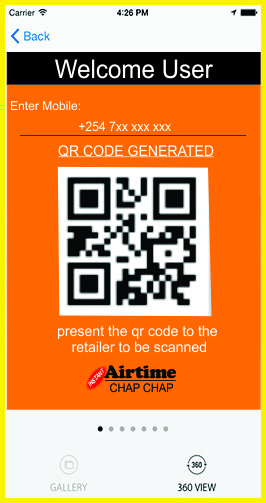 Carrier 4:26 PM
Back
Welcome User
Enter Mobile:
+254 7xx xxx xxx
QR CODE GENERATED
present the qr code to the
retailer to be scanned
INSTANT Airtime
CHAP CHAP
360
GALLERY 360 VIEW